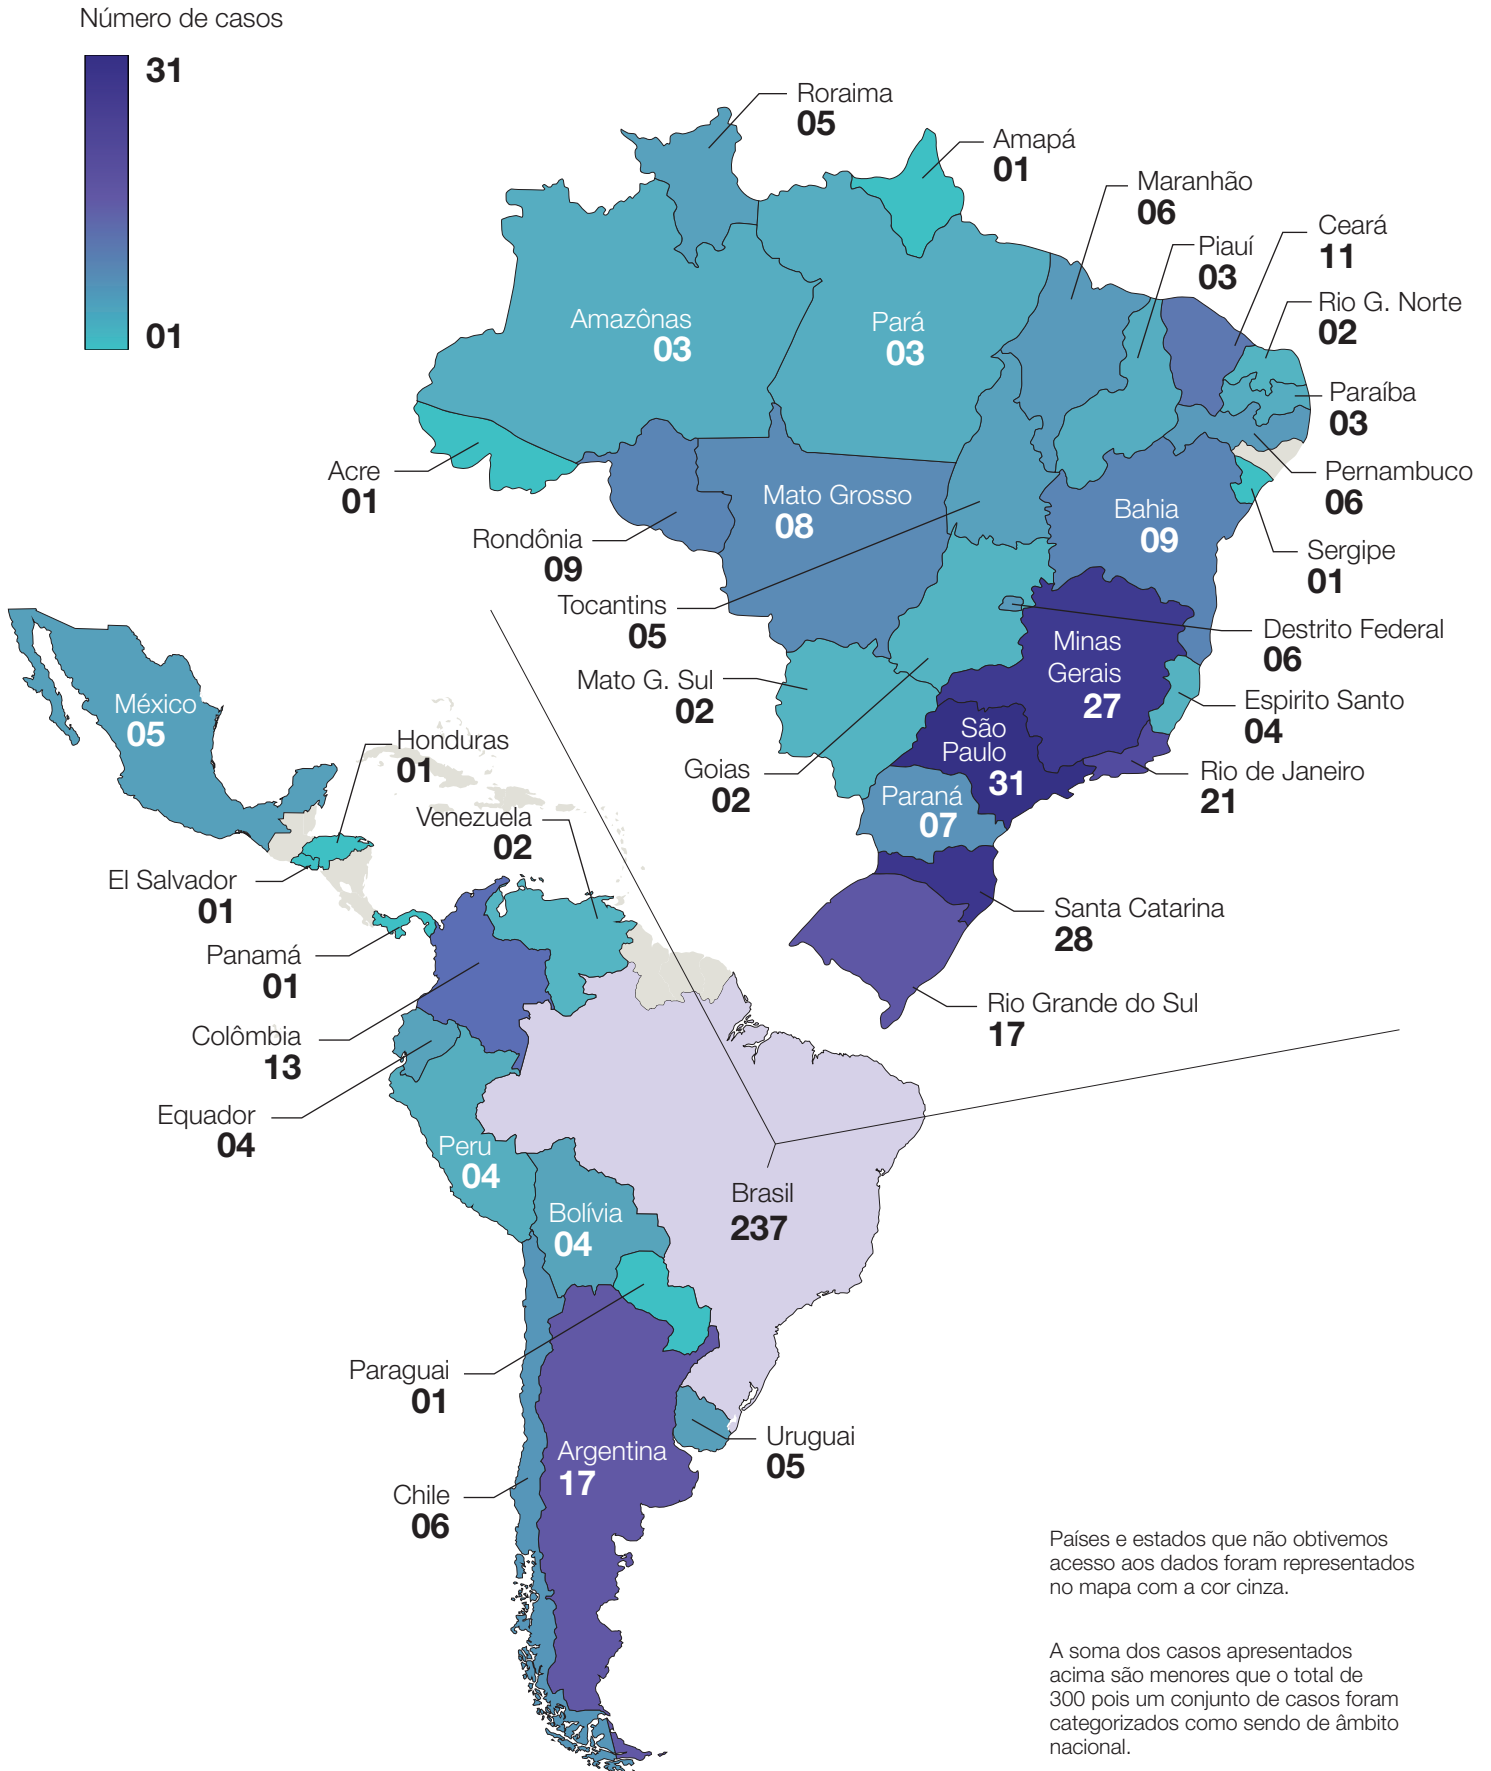 Número de casos
31
01
Roraima
05
Amapá
01
Maranhão
06
Piauí
03
Ceará
11
Rio G. Norte
02
Paraíba
03
Pernambuco
06
Sergipe
01
Amazônas
03
Pará
03
Acre
01
Rondônia
09
Mato Grosso
08
Bahia
09
Tocantins
05
Destrito Federal
06
Minas
Gerais
27
Espirito Santo
04
Mato G. Sul
02
Goias
02
São
Paulo
31
Rio de Janeiro
21
Paraná
07
Santa Catarina
28
Rio Grande do Sul
17
México
05
Honduras
01
Venezuela
02
El Salvador
01
Panamá
01
Colômbia
13
Equador
04
Peru
04
Bolívia
04
Brasil
237
Paraguai
01
Argentina
17
Uruguai
05
Chile
06
Países e estados que não obtivemos
acesso aos dados foram representados
no mapa com a cor cinza.
A soma dos casos apresentados
acima são menores que o total de
300 pois um conjunto de casos foram
categorizados como sendo de âmbito
nacional.